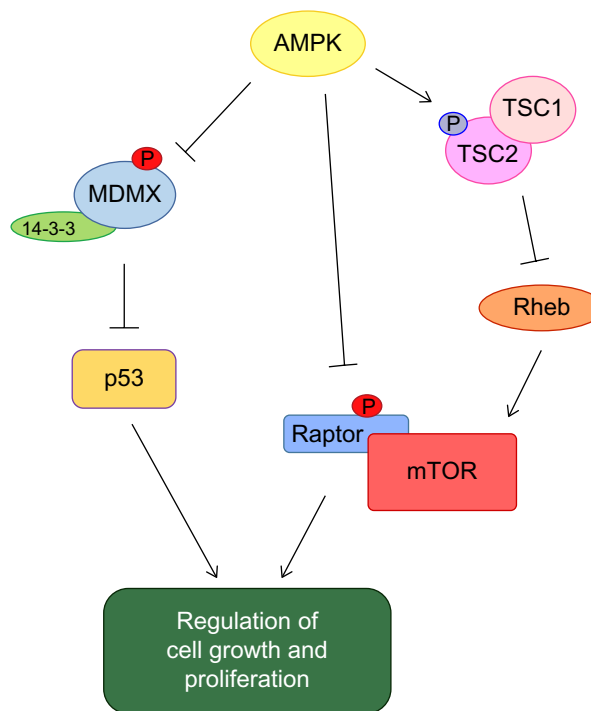 AMPK
P
TSC1
TSC2
P
MDMX
14-3-3
Rheb
p53
P
Raptor
mTOR
Regulation of
cell growth and
proliferation